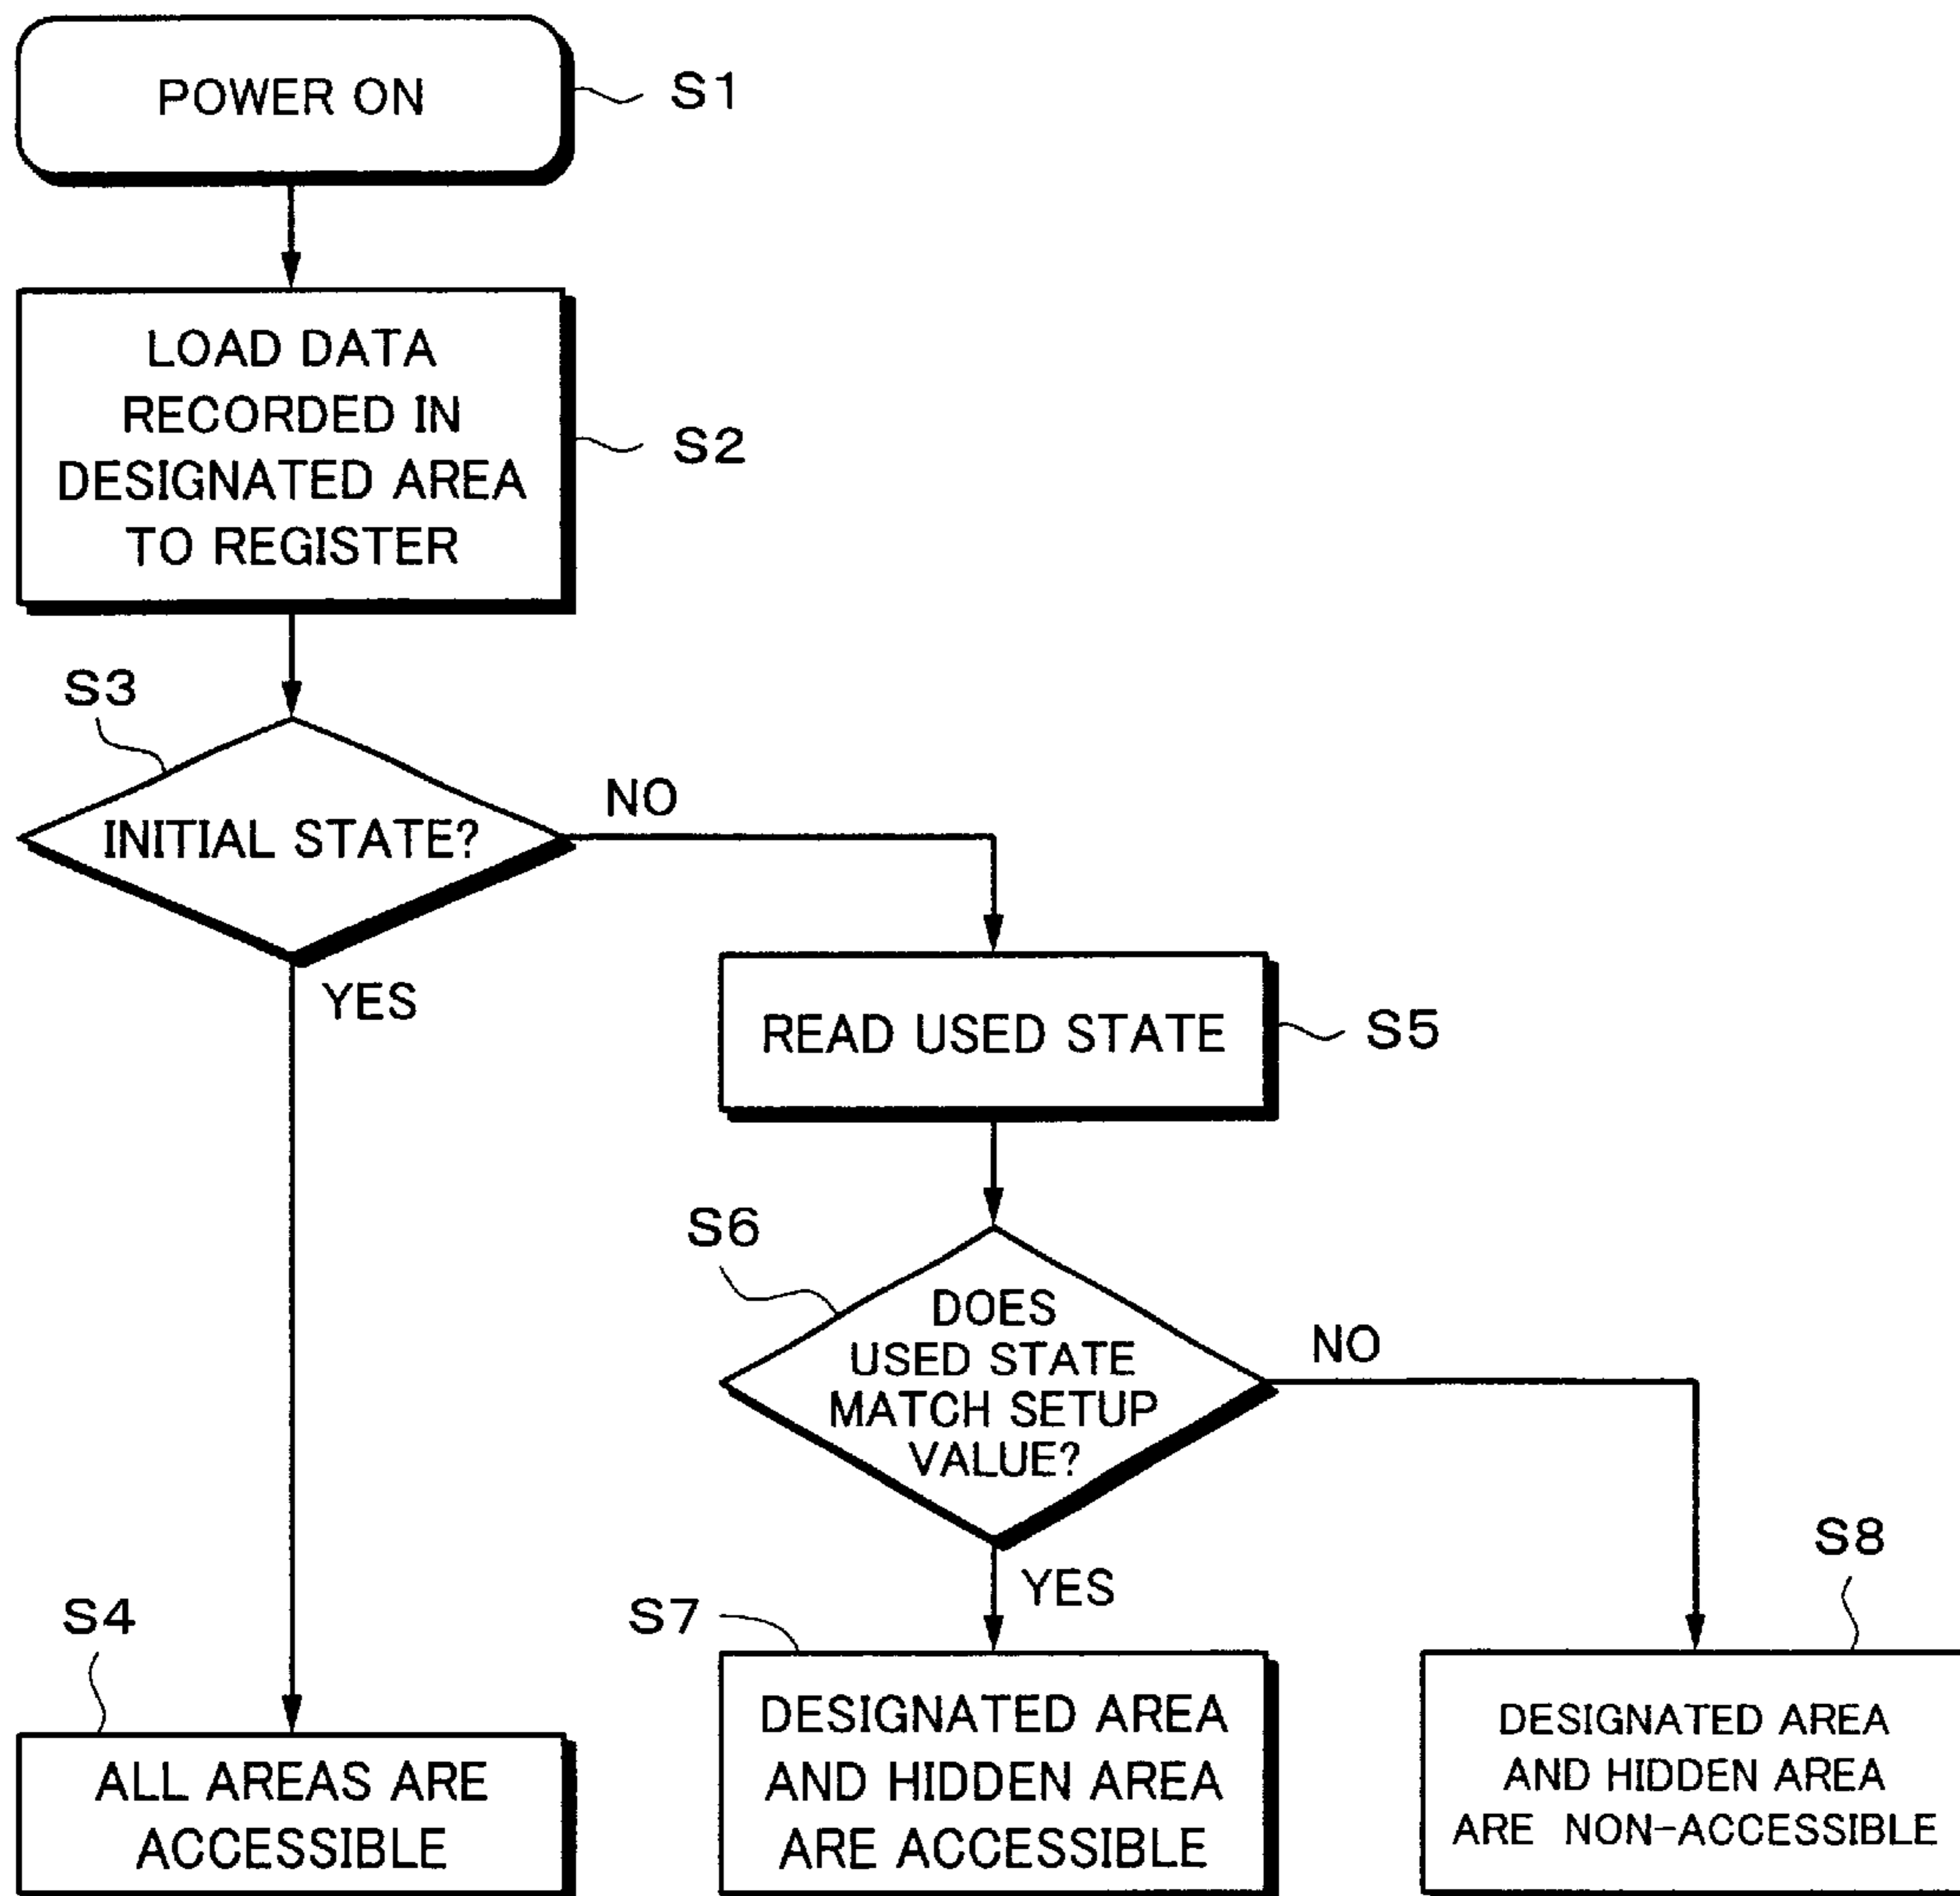 POWER ON
S1
LOAD DATA
RECORDED IN
DESIGNATED AREA
TO REGISTER
S2
S3
INITIAL STATE?
NO
YES
READ USED STATE
S5
S6
DOES
USED STATE
MATCH SETUP
VALUE?
NO
YES
S4
ALL AREAS ARE
ACCESSIBLE
S7
DESIGNATED AREA
AND HIDDEN AREA
ARE ACCESSIBLE
S8
DESIGNATED AREA
AND HIDDEN AREA
ARE NON-ACCESSIBLE